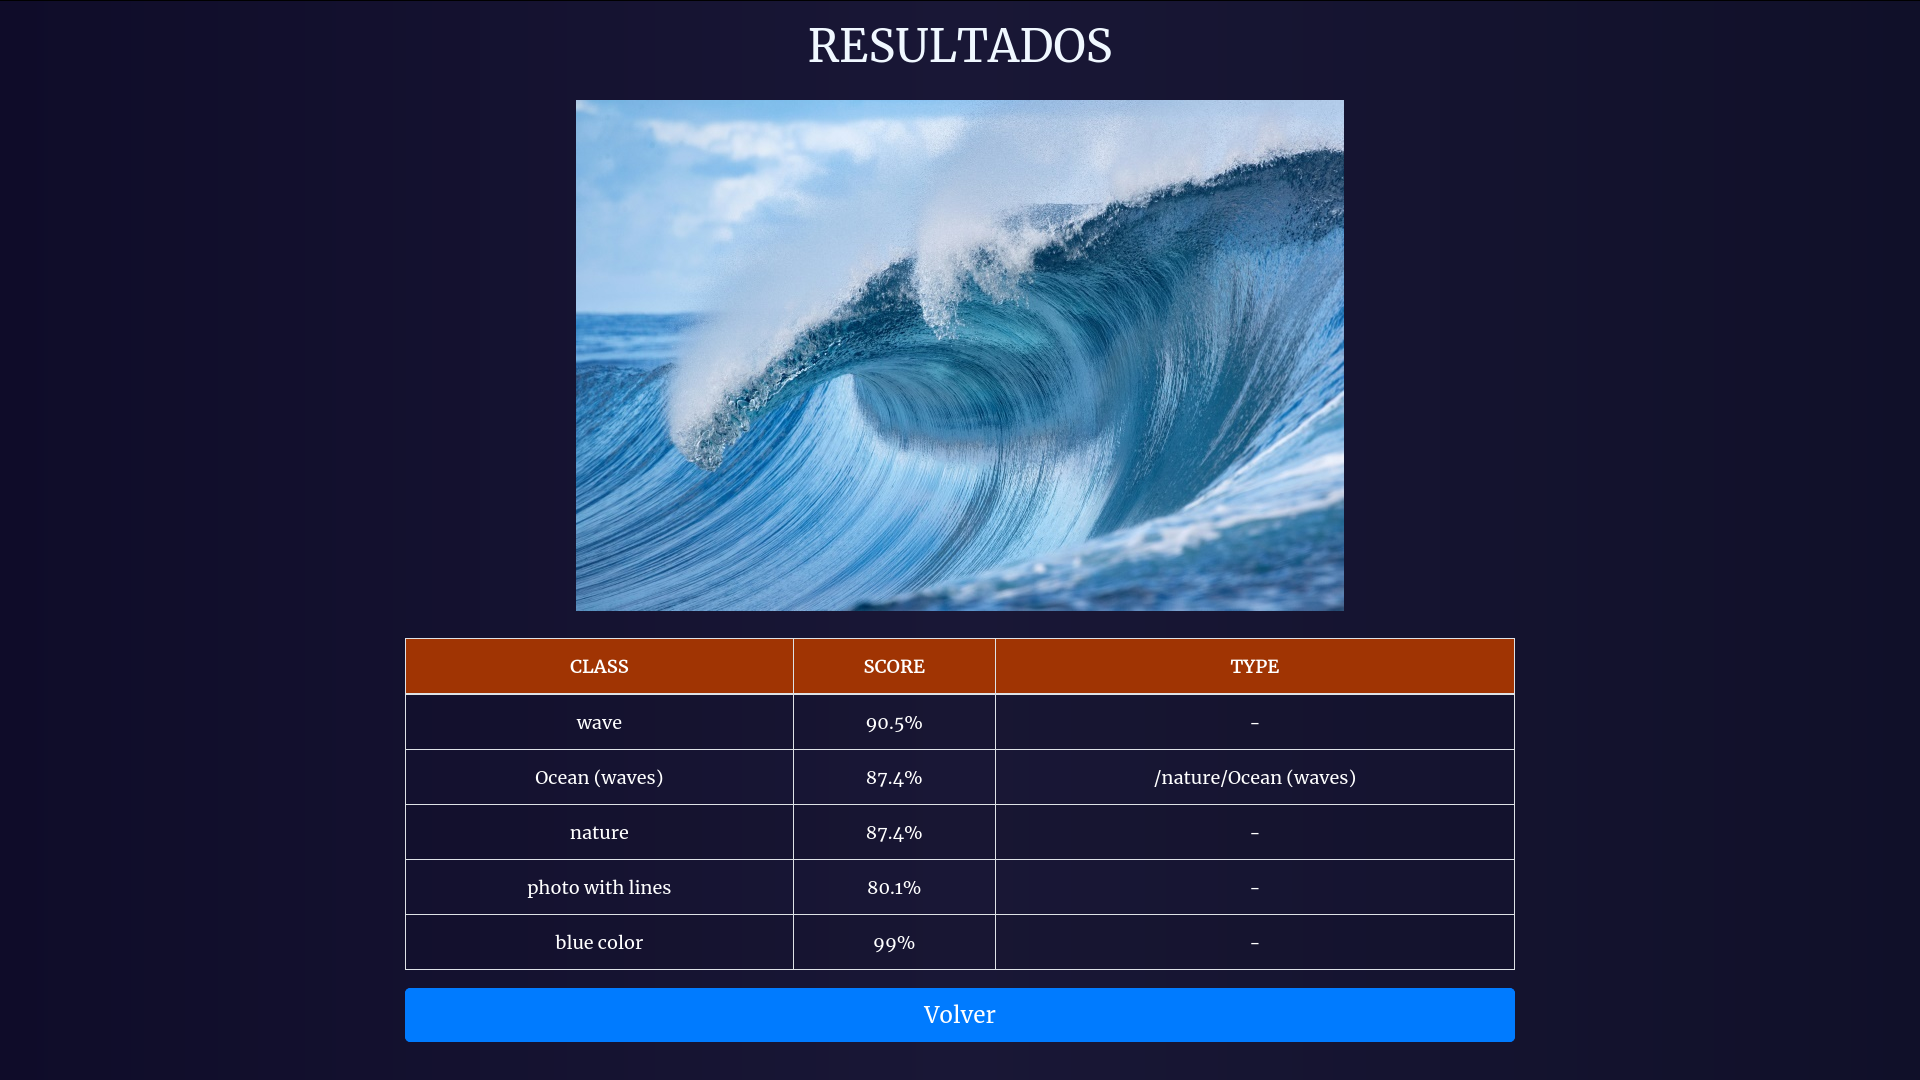 RESULTADOS
CLASS SCORE TYPE
wave 90.5% -
Ocean (waves) 87.4% /nature/Ocean (waves)
nature 87.4% -
photo with lines 80.1% -
blue color 99% -
Volver